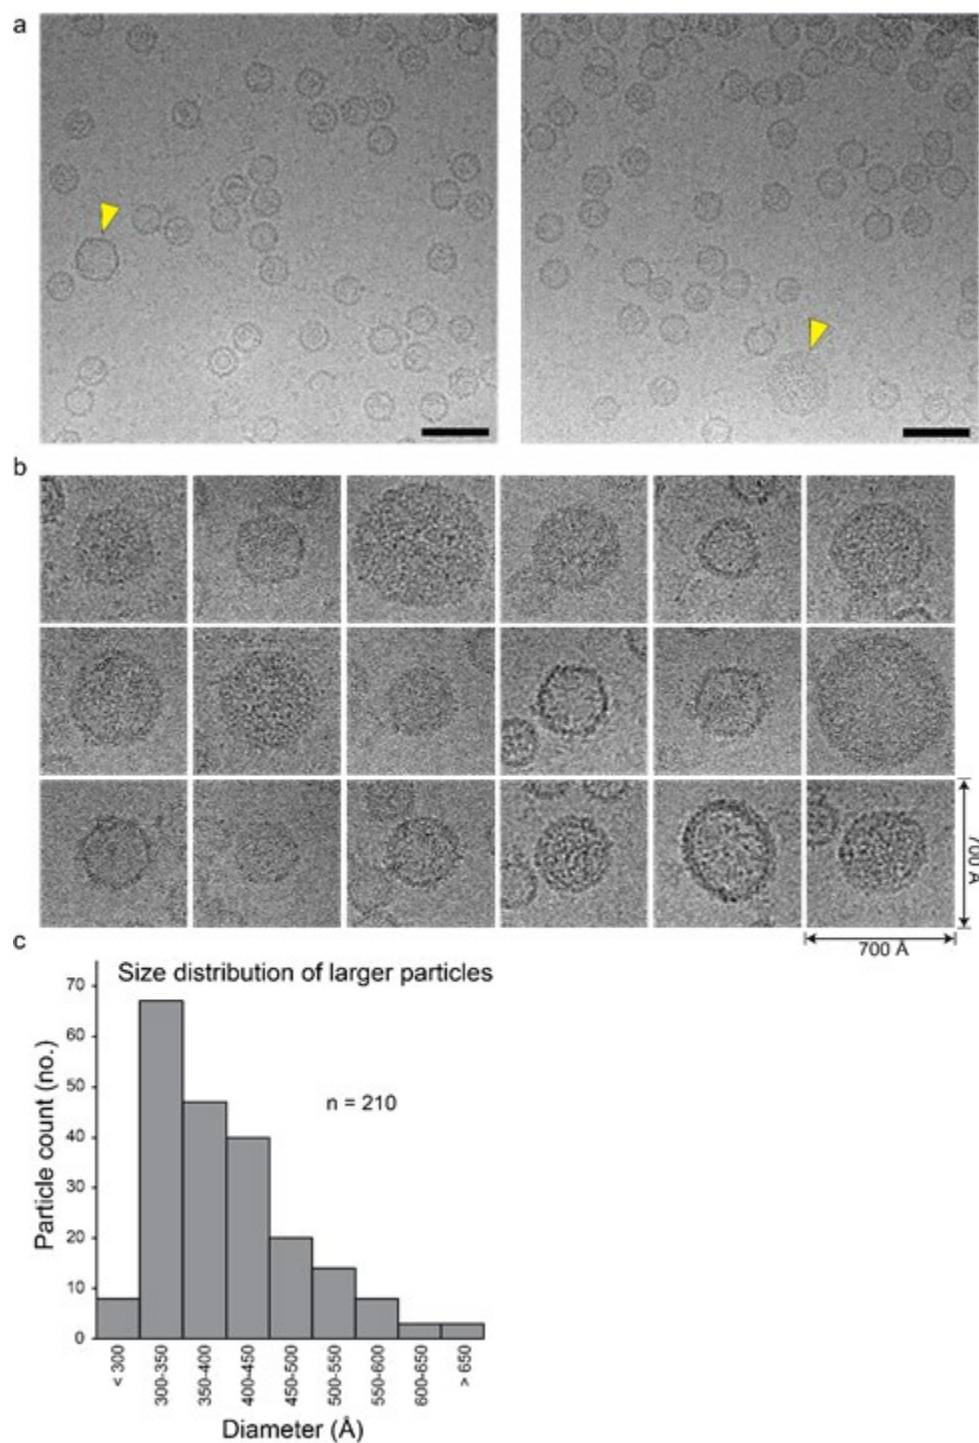 a
b
700 Å
700 Å
c
Size distribution of larger particles
n = 210
Particle count (no.)
70
60
50
40
30
20
10
0
< 300
300-350
350-400
400-450
450-500
500-550
550-600
600-650
> 650
Diameter (Å)